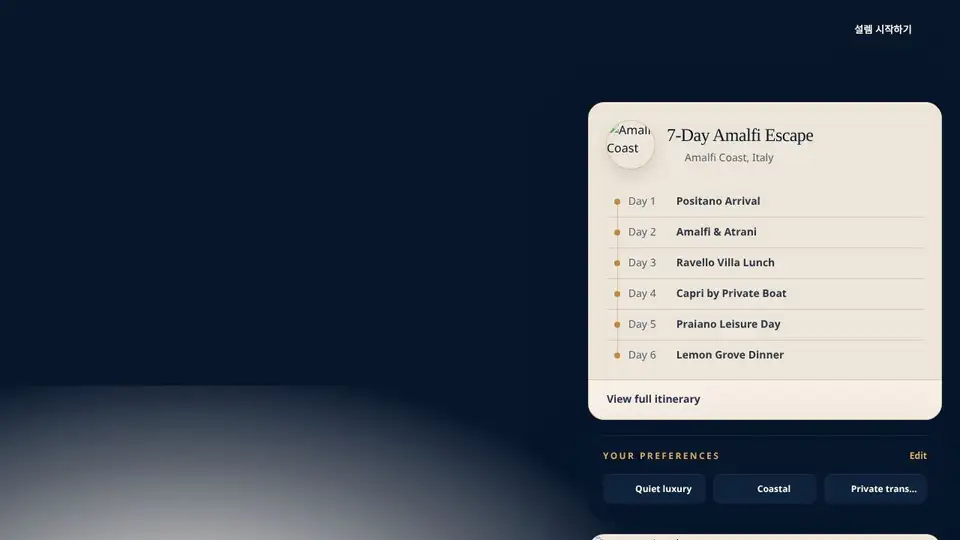 설렘 시작하기
Amalfi
Coast
7-Day Amalfi Escape
Amalfi Coast, Italy
Day 1 Positano Arrival
Day 2 Amalfi & Atrani
Day 3 Ravello Villa Lunch
Day 4 Capri by Private Boat
Day 5 Praiano Leisure Day
Day 6 Lemon Grove Dinner
View full itinerary
YOUR PREFERENCES Edit
Quiet luxury Coastal Private trans...